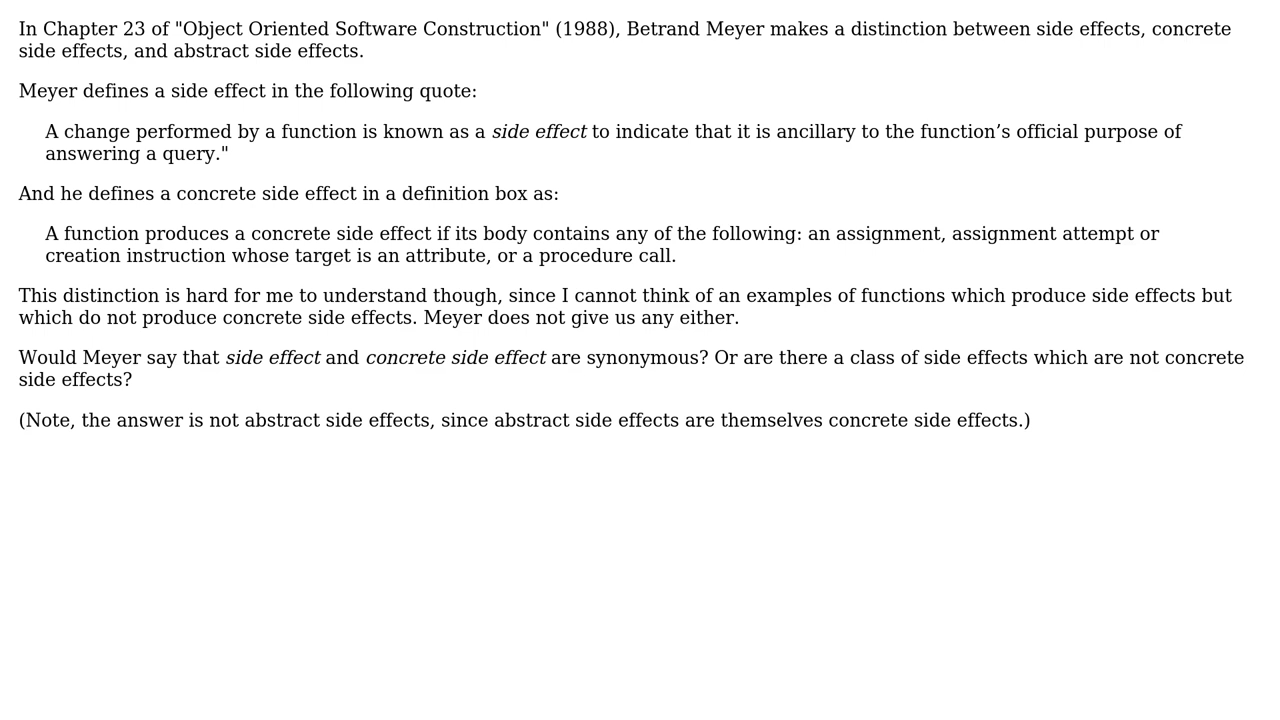 In Chapter 23 of "Object Oriented Software Construction" (1988), Betrand Meyer makes a distinction between side effects, concrete
side effects, and abstract side effects.
Meyer defines a side effect in the following quote:
A change performed by a function is known as a side effect to indicate that it is ancillary to the function’s official purpose of
answering a query."
And he defines a concrete side effect in a definition box as:
A function produces a concrete side effect if its body contains any of the following: an assignment, assignment attempt or
creation instruction whose target is an attribute, or a procedure call.
This distinction is hard for me to understand though, since I cannot think of an examples of functions which produce side effects but
which do not produce concrete side effects. Meyer does not give us any either.
Would Meyer say that side effect and concrete side effect are synonymous? Or are there a class of side effects which are not concrete
side effects?
(Note, the answer is not abstract side effects, since abstract side effects are themselves concrete side effects.)